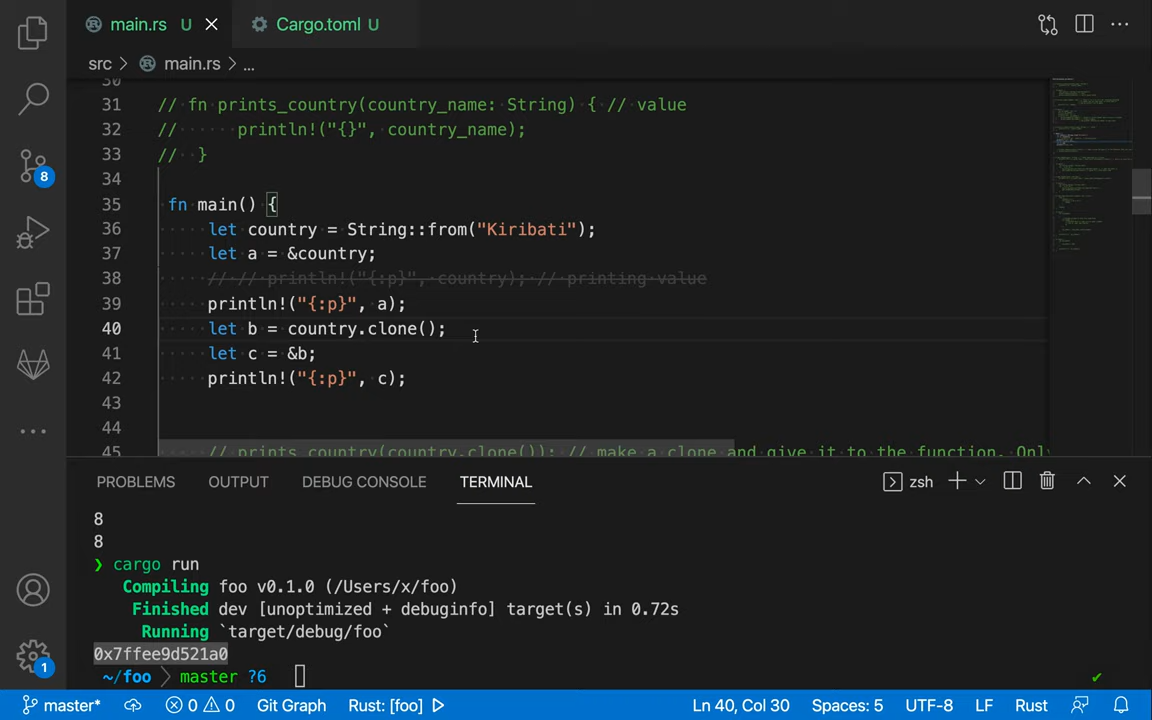 main.rs U
Cargo.toml U
src > main.rs > ...
30
31 // fn prints_country(country_name: String) { // value
32 //      println!("{}", country_name);
33 //  }
34
35 fn main() {
36     let country = String::from("Kiribati");
37     let a = &country;
38     // // println!("{:p}", country); // printing value
39     println!("{:p}", a);
40     let b = country.clone();
41     let c = &b;
42     println!("{:p}", c);
43
44
45     // prints_country(country.clone()); // make a clone and give it to the function. Onl
8
PROBLEMS OUTPUT DEBUG CONSOLE TERMINAL zsh
8
8
❯ cargo run
Compiling foo v0.1.0 (/Users/x/foo)
Finished dev [unoptimized + debuginfo] target(s) in 0.72s
Running `target/debug/foo`
0x7ffee9d521a0
~/foo master ?6 ✔
1
master* 0 0 Git Graph Rust: [foo] Ln 40, Col 30 Spaces: 5 UTF-8 LF Rust